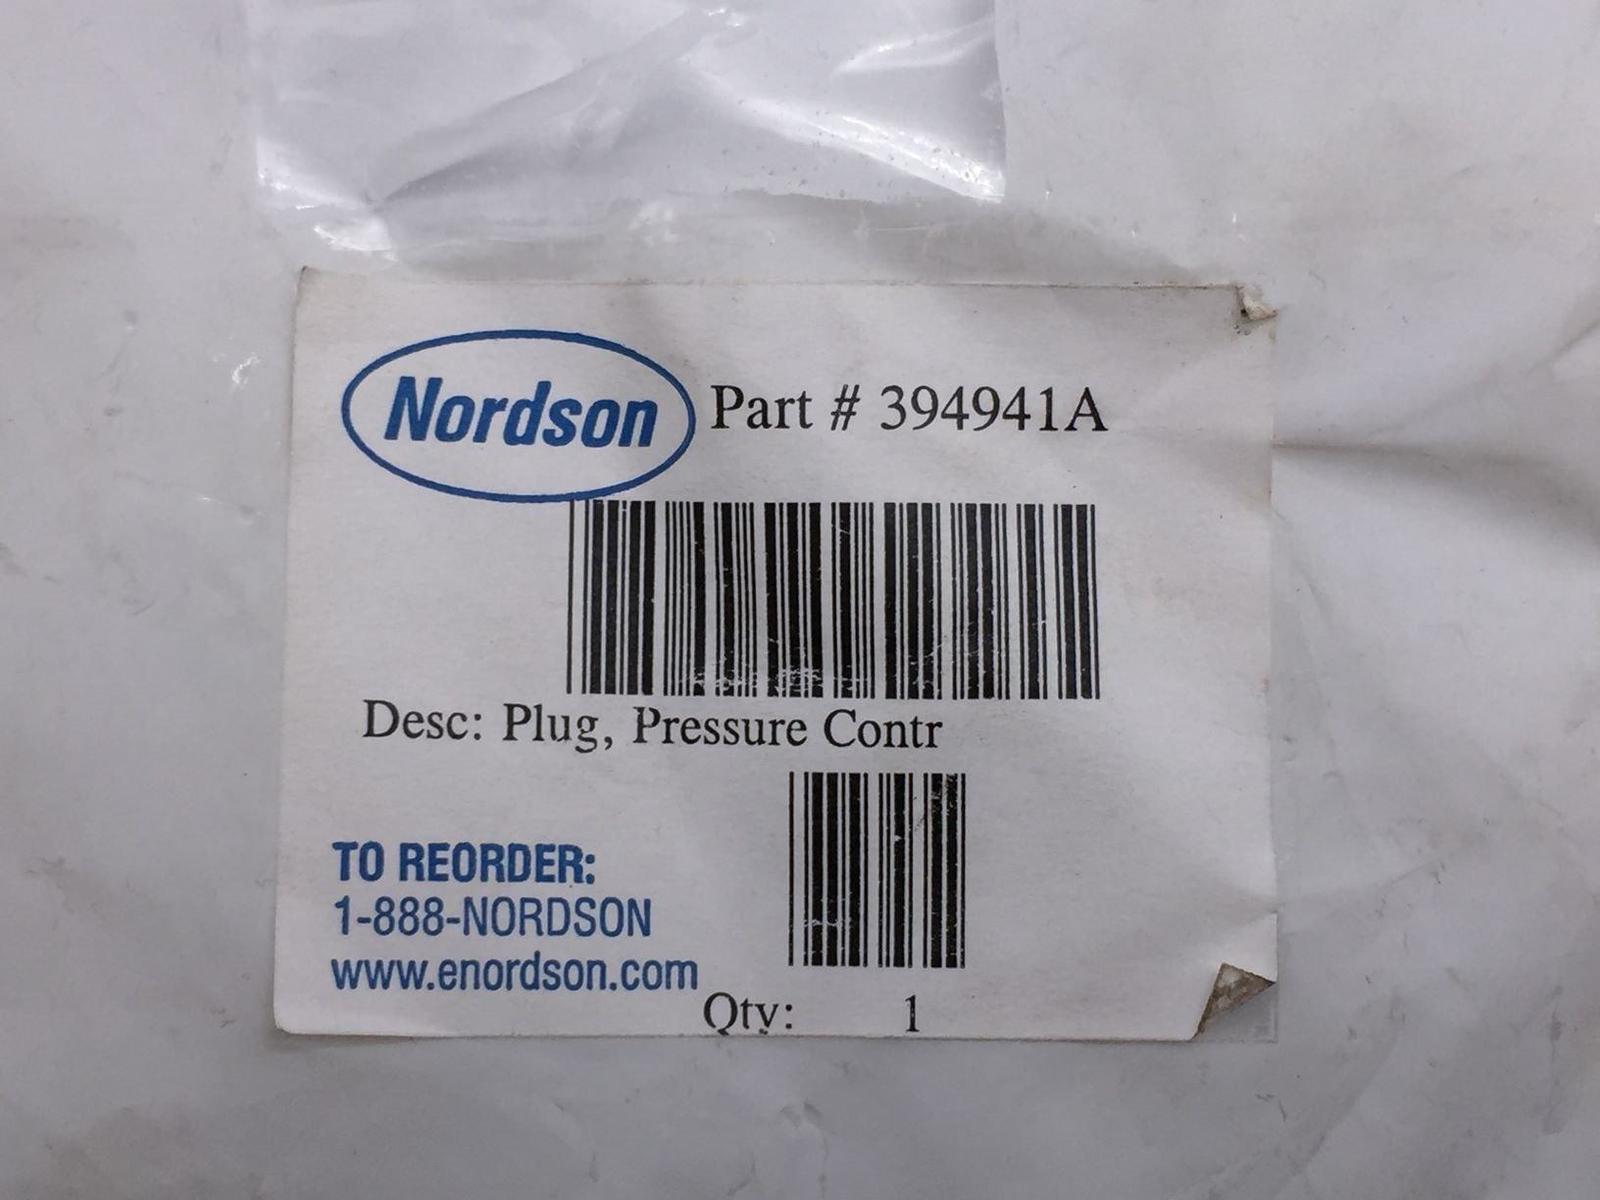 Nordson
Part # 394941A
Desc: Plug, Pressure Contr
TO REORDER:
1-888-NORDSON
www.enordson.com
Qty: 1